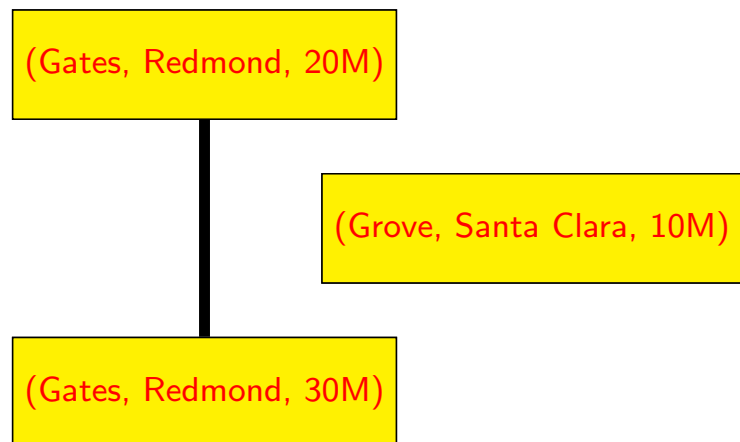 (Gates, Redmond, 20M)
(Grove, Santa Clara, 10M)
(Gates, Redmond, 30M)